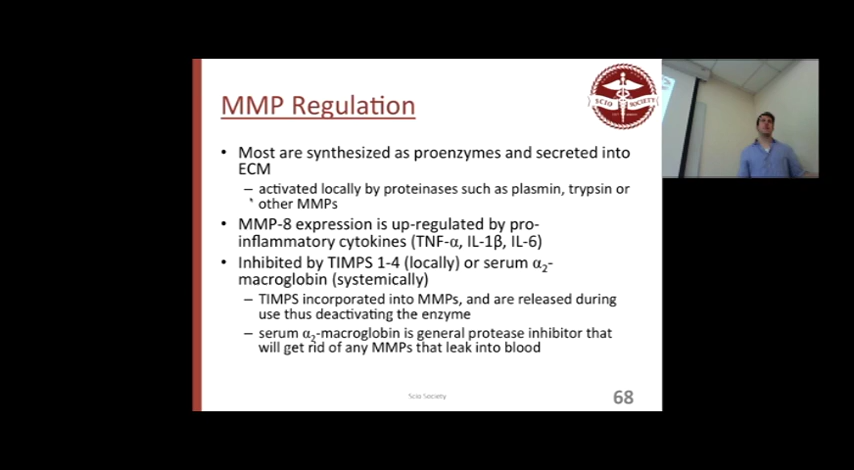 MMP Regulation
SCIO SOCIETY
• Most are synthesized as proenzymes and secreted into
ECM
– activated locally by proteinases such as plasmin, trypsin or
other MMPs
• MMP-8 expression is up-regulated by pro-
inflammatory cytokines (TNF-α, IL-1β, IL-6)
• Inhibited by TIMPS 1-4 (locally) or serum α2-
macroglobin (systemically)
– TIMPS incorporated into MMPs, and are released during
use thus deactivating the enzyme
– serum α2-macroglobin is general protease inhibitor that
will get rid of any MMPs that leak into blood
Scio Society
68